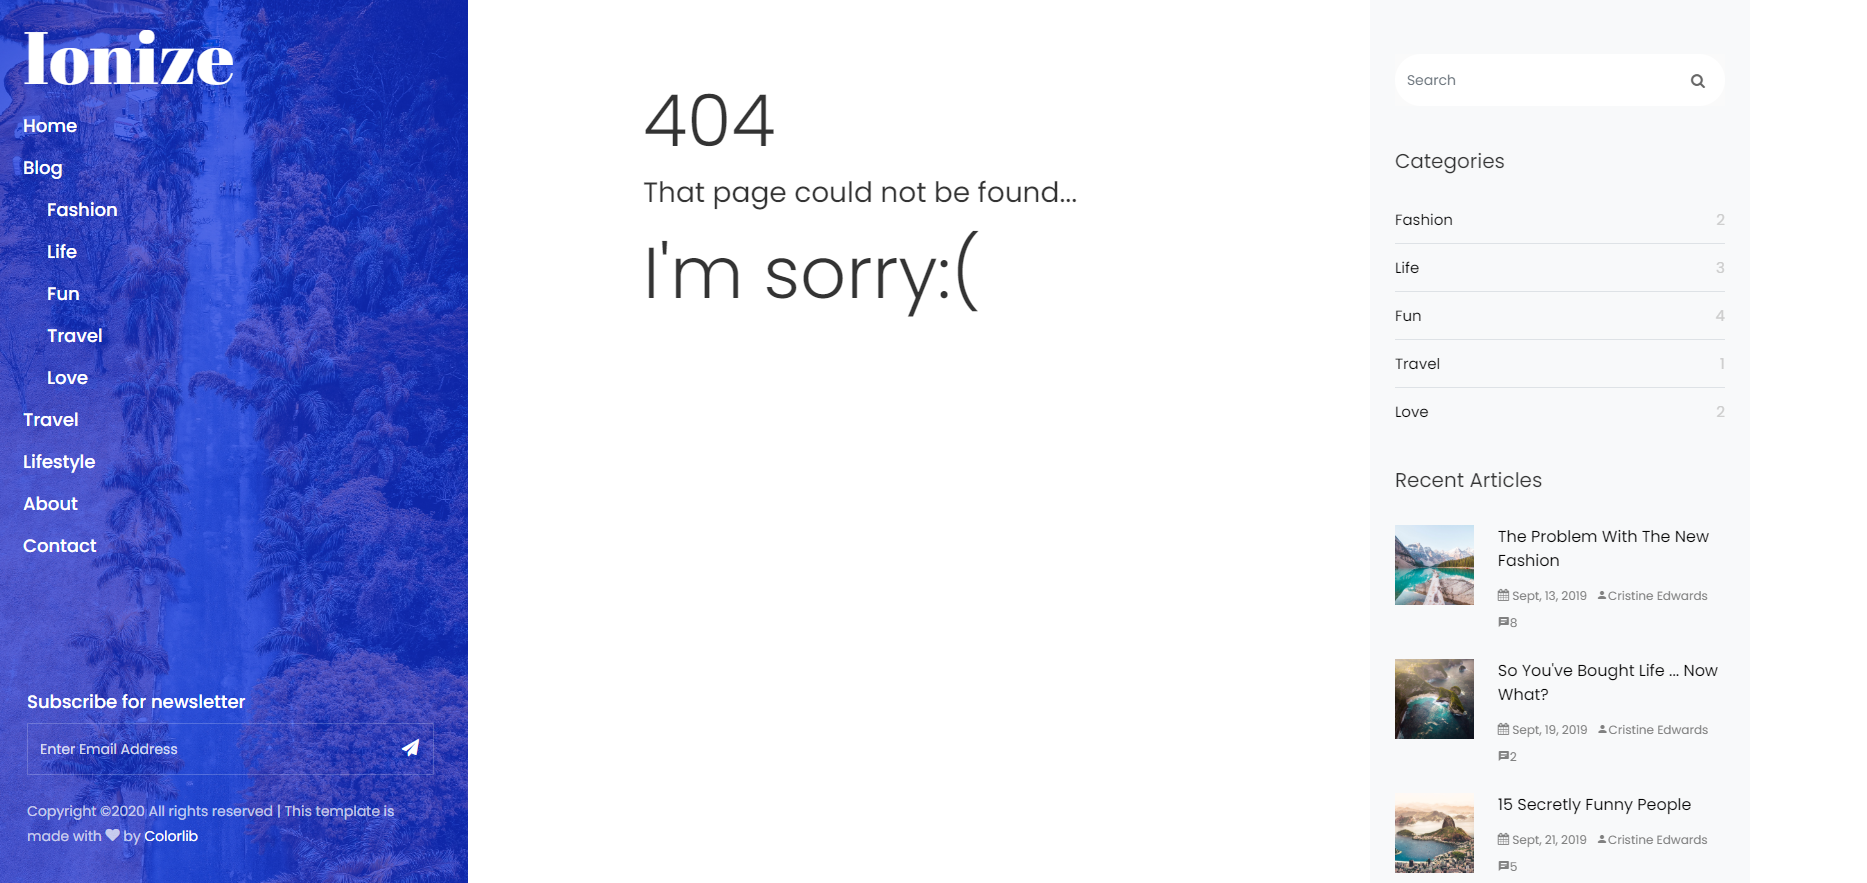 Ionize
Home
Blog
Fashion
Life
Fun
Travel
Love
Travel
Lifestyle
About
Contact
Subscribe for newsletter
Enter Email Address
Copyright ©2020 All rights reserved | This template is
made with ♥ by Colorlib
404
That page could not be found...
I'm sorry:(
Search
Categories
Fashion 2
Life 3
Fun 4
Travel 1
Love 2
Recent Articles
The Problem With The New
Fashion
Sept, 13, 2019 Cristine Edwards
8
So You've Bought Life ... Now
What?
Sept, 19, 2019 Cristine Edwards
2
15 Secretly Funny People
Sept, 21, 2019 Cristine Edwards
5